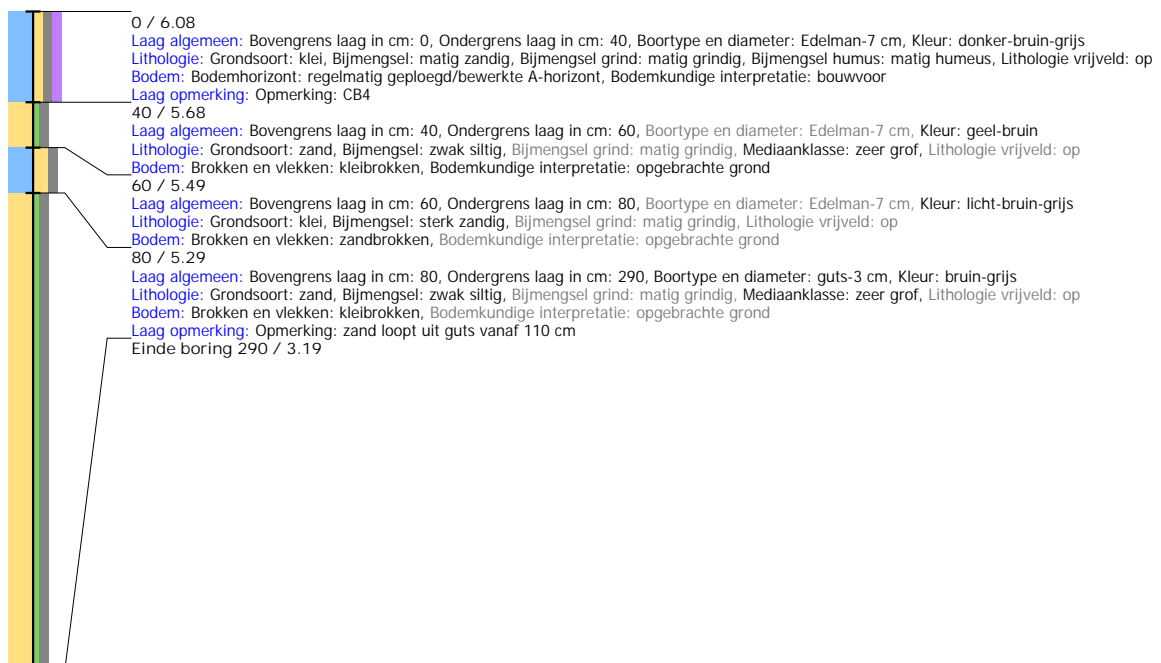 0 / 6.08
Laag algemeen: Bovengrens laag in cm: 0, Ondergrens laag in cm: 40, Boortype en diameter: Edelman-7 cm, Kleur: donker-bruin-grijs
Lithologie: Grondsoort: klei, Bijmengsel: matig zandig, Bijmengsel grind: matig grindig, Bijmengsel humus: matig humeus, Lithologie vrijveld: op
Bodem: Bodemhorizont: regelmatig geploegd/bewerkte A-horizont, Bodemkundige interpretatie: bouwvoor
Laag opmerking: Opmerking: CB4
40 / 5.68
Laag algemeen: Bovengrens laag in cm: 40, Ondergrens laag in cm: 60, Boortype en diameter: Edelman-7 cm, Kleur: geel-bruin
Lithologie: Grondsoort: zand, Bijmengsel: zwak siltig, Bijmengsel grind: matig grindig, Mediaanklasse: zeer grof, Lithologie vrijveld: op
Bodem: Brokken en vlekken: kleibrokken, Bodemkundige interpretatie: opgebrachte grond
60 / 5.49
Laag algemeen: Bovengrens laag in cm: 60, Ondergrens laag in cm: 80, Boortype en diameter: Edelman-7 cm, Kleur: licht-bruin-grijs
Lithologie: Grondsoort: klei, Bijmengsel: sterk zandig, Bijmengsel grind: matig grindig, Lithologie vrijveld: op
Bodem: Brokken en vlekken: zandbrokken, Bodemkundige interpretatie: opgebrachte grond
80 / 5.29
Laag algemeen: Bovengrens laag in cm: 80, Ondergrens laag in cm: 290, Boortype en diameter: guts-3 cm, Kleur: bruin-grijs
Lithologie: Grondsoort: zand, Bijmengsel: zwak siltig, Bijmengsel grind: matig grindig, Mediaanklasse: zeer grof, Lithologie vrijveld: op
Bodem: Brokken en vlekken: kleibrokken, Bodemkundige interpretatie: opgebrachte grond
Laag opmerking: Opmerking: zand loopt uit guts vanaf 110 cm
Einde boring 290 / 3.19